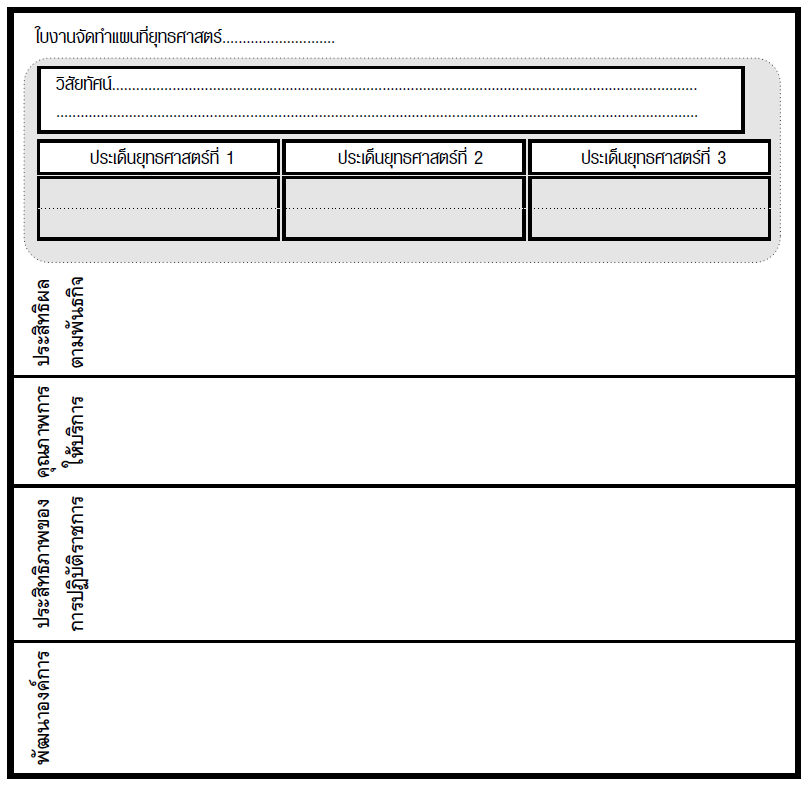 ใบงานจัดทำแผนที่ยุทธศาสตร์............................
วิสัยทัศน์..................................................................................................................................................
................................................................................................................................................................
ประเด็นยุทธศาสตร์ที่ 1
ประเด็นยุทธศาสตร์ที่ 2
ประเด็นยุทธศาสตร์ที่ 3
ประสิทธิผล
ตามพันธกิจ
คุณภาพการ
ให้บริการ
ประสิทธิภาพของ
การปฏิบัติราชการ
พัฒนาองค์การ